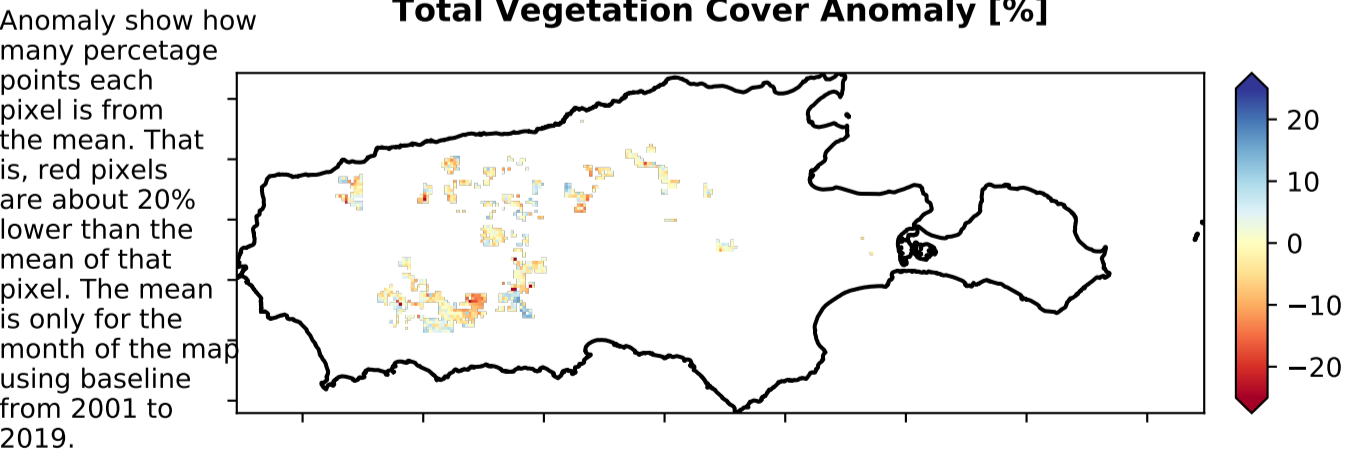 Total Vegetation Cover Anomaly [%]
Anomaly show how
many percetage
points each
pixel is from
the mean. That
is, red pixels
are about 20%
lower than the
mean of that
pixel. The mean
is only for the
month of the map
using baseline
from 2001 to
2019.
20
10
0
−10
−20